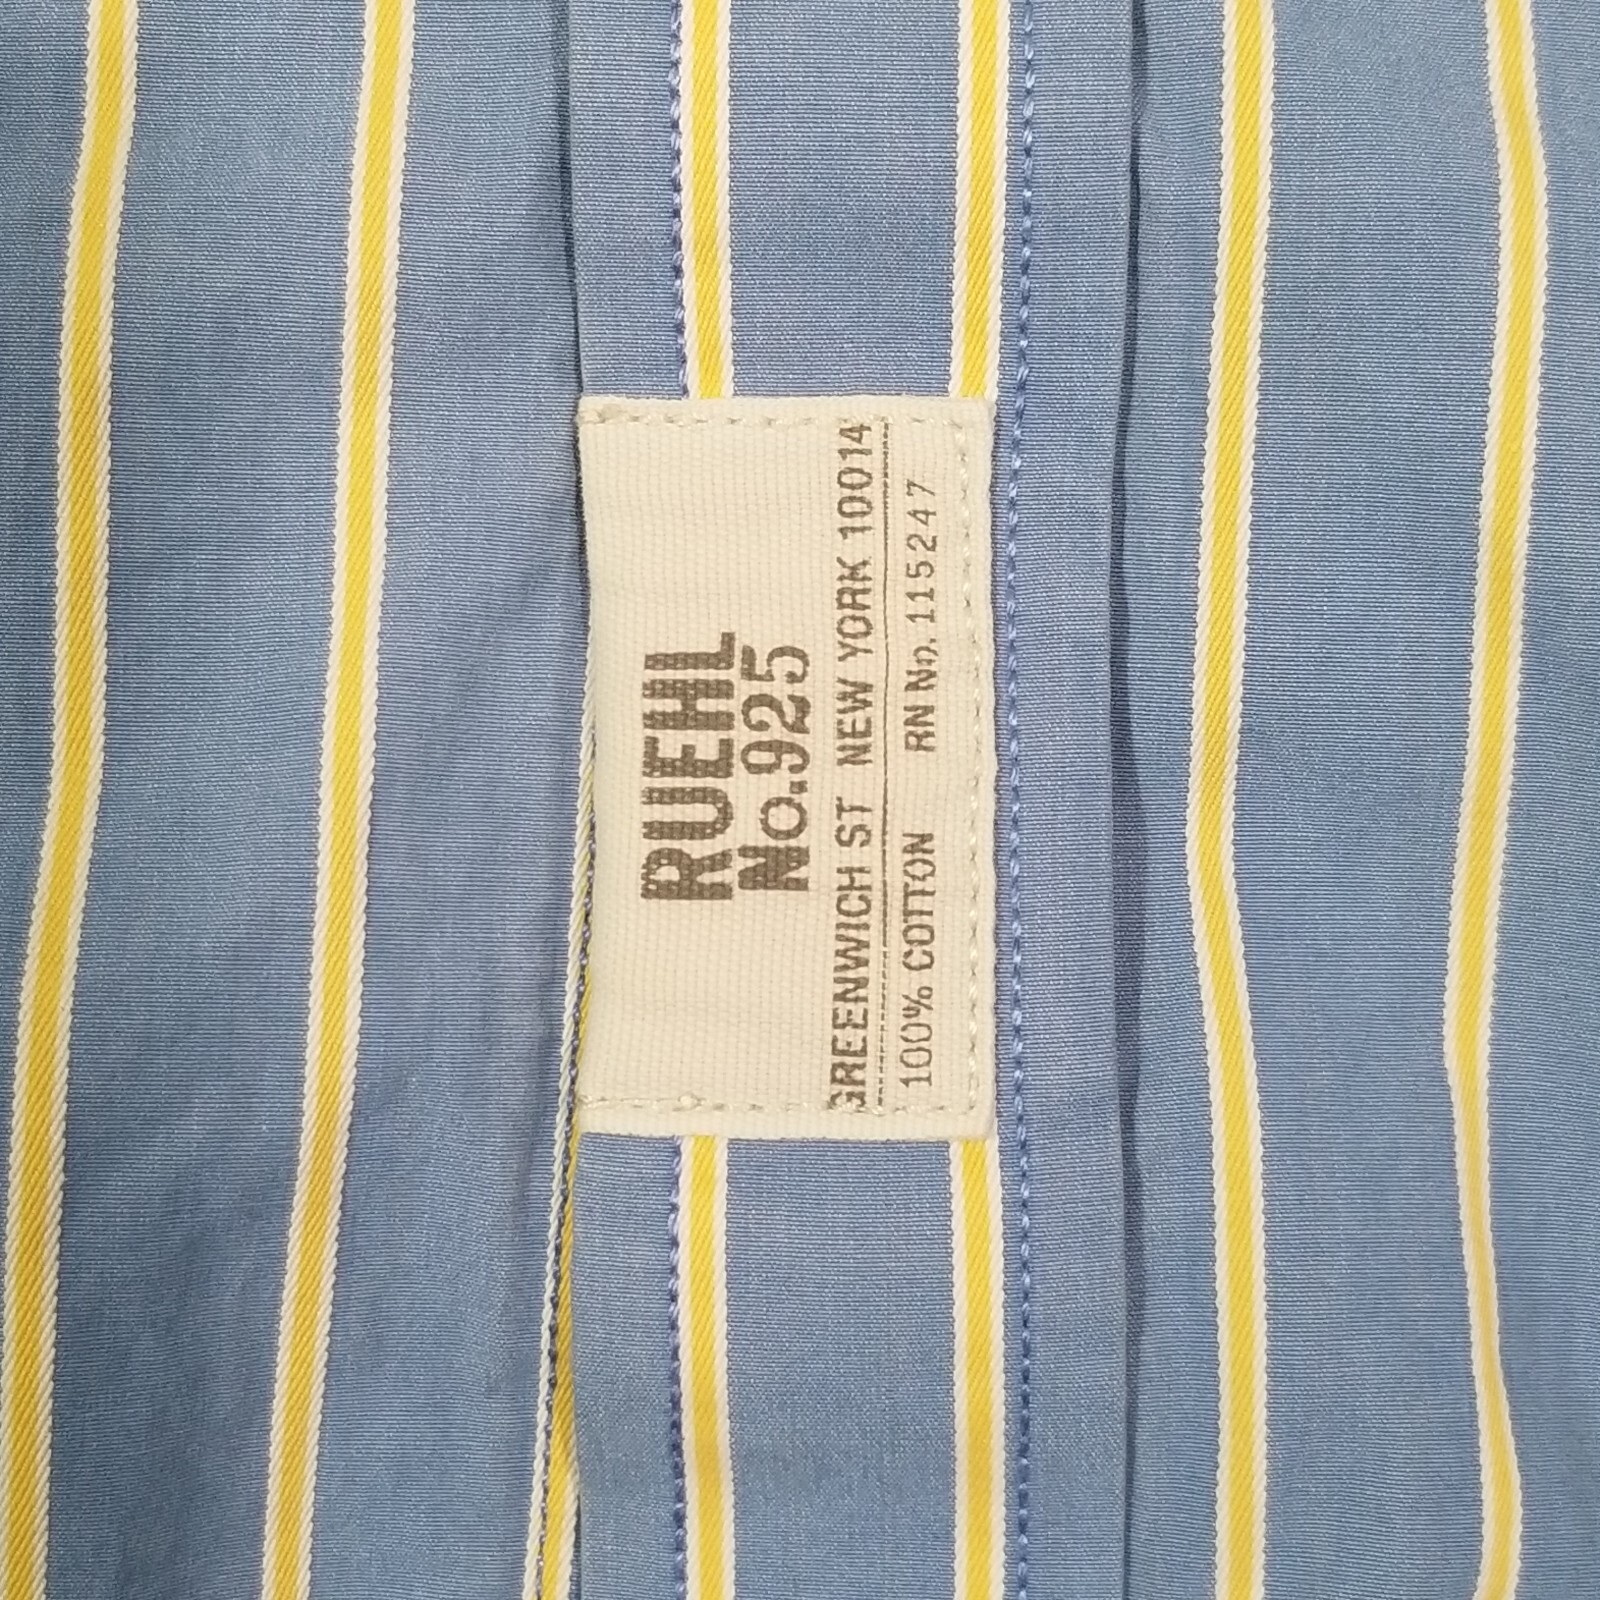 RUEHL
No.925
GREENWICH ST NEW YORK 10014
100% COTTON RN No. 115247